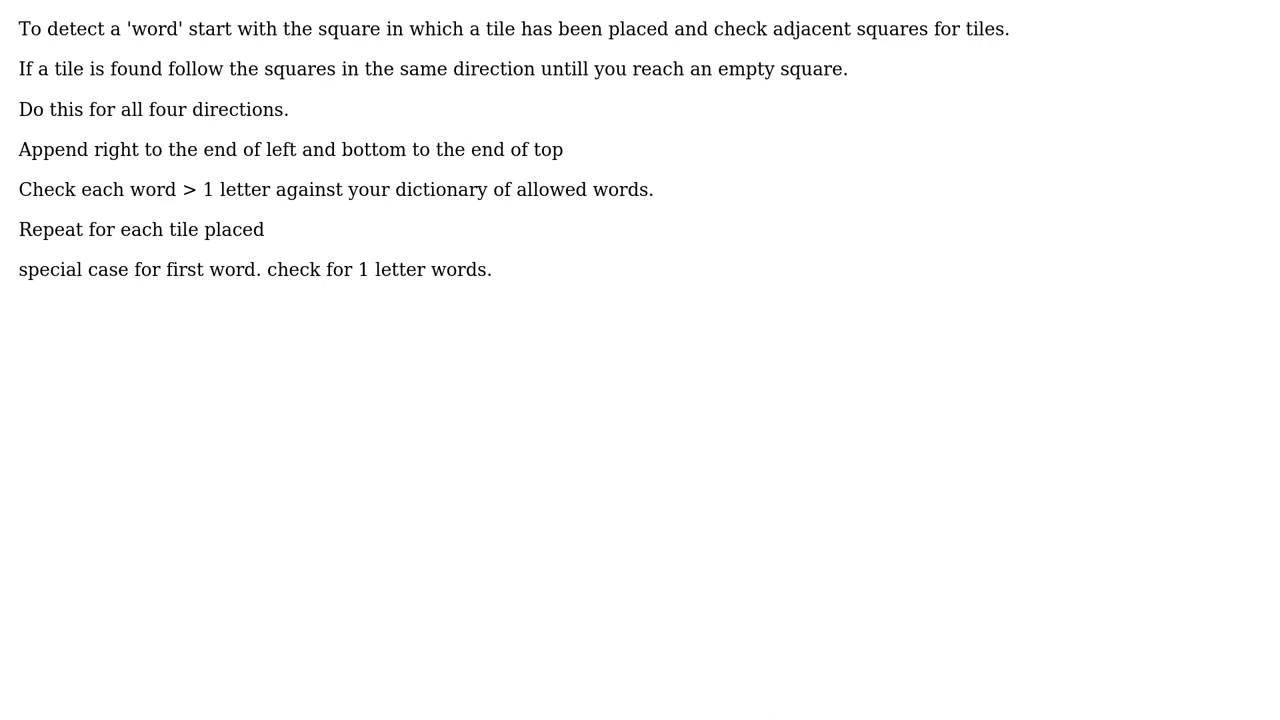 To detect a 'word' start with the square in which a tile has been placed and check adjacent squares for tiles.
If a tile is found follow the squares in the same direction untill you reach an empty square.
Do this for all four directions.
Append right to the end of left and bottom to the end of top
Check each word > 1 letter against your dictionary of allowed words.
Repeat for each tile placed
special case for first word. check for 1 letter words.